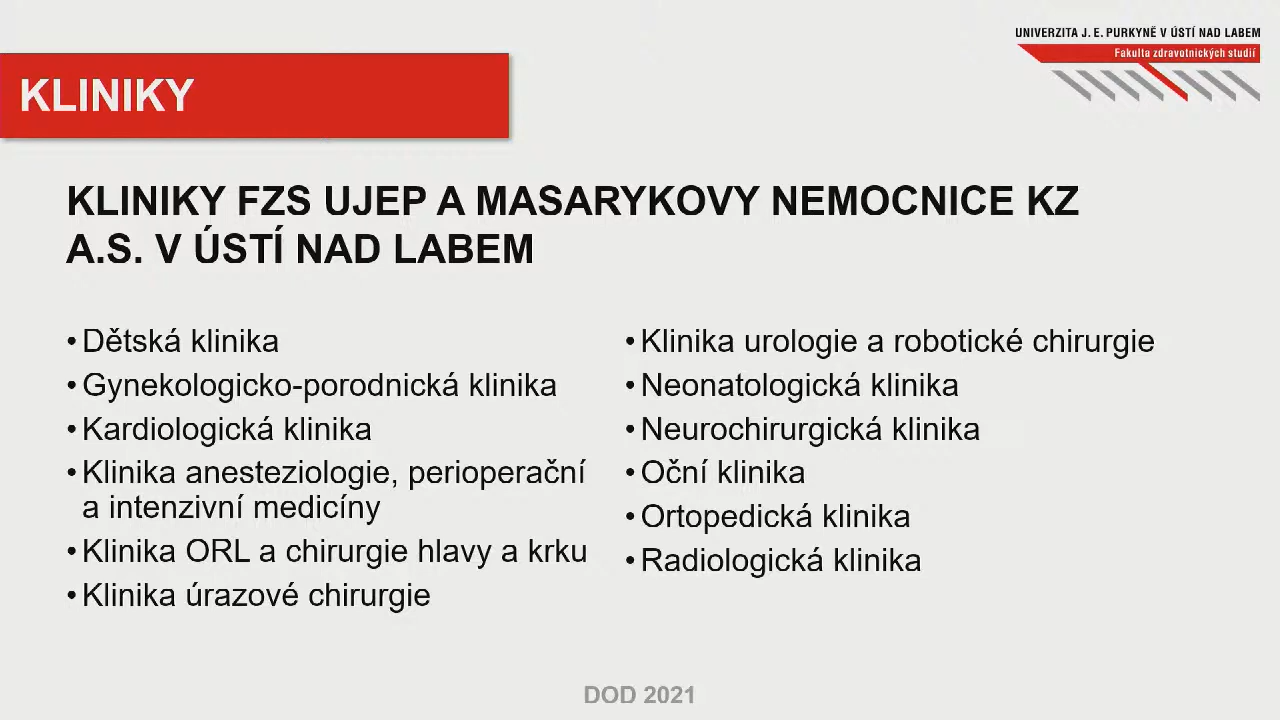 UNIVERZITA J. E. PURKYNĚ V ÚSTÍ NAD LABEM
Fakulta zdravotnických studií
KLINIKY
KLINIKY FZS UJEP A MASARYKOVY NEMOCNICE KZ
A.S. V ÚSTÍ NAD LABEM
•Dětská klinika
•Gynekologicko-porodnická klinika
•Kardiologická klinika
•Klinika anesteziologie, perioperační
a intenzivní medicíny
•Klinika ORL a chirurgie hlavy a krku
•Klinika úrazové chirurgie
•Klinika urologie a robotické chirurgie
•Neonatologická klinika
•Neurochirurgická klinika
•Oční klinika
•Ortopedická klinika
•Radiologická klinika
DOD 2021